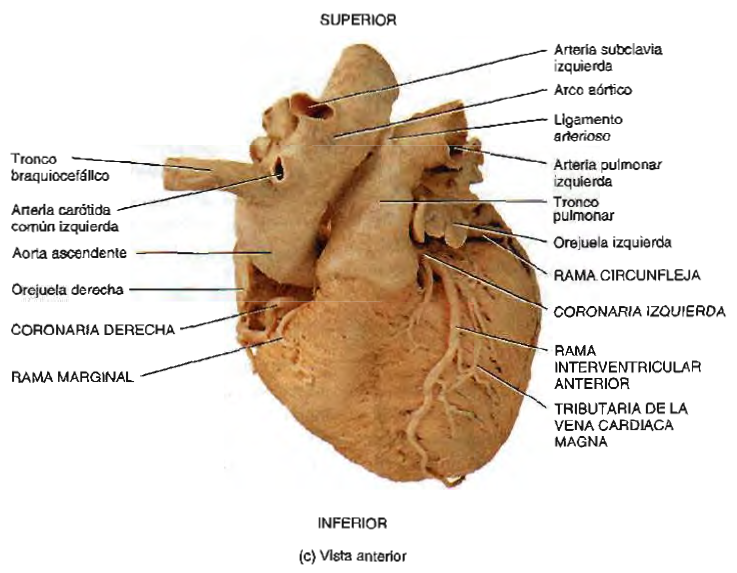 SUPERIOR
Arteria subclavia
izquierda
Arco aórtico
Ligamento
arterioso
Arteria pulmonar
izquierda
Tronco
pulmonar
Orejuela izquierda
RAMA CIRCUNFLEJA
CORONARIA IZQUIERDA
RAMA
INTERVENTRICULAR
ANTERIOR
TRIBUTARIA DE LA
VENA CARDIACA
MAGNA
Tronco
braquiocefálico
Arteria carótida
común izquierda
Aorta ascendente
Orejuela derecha
CORONARIA DERECHA
RAMA MARGINAL
INFERIOR
(c) Vista anterior